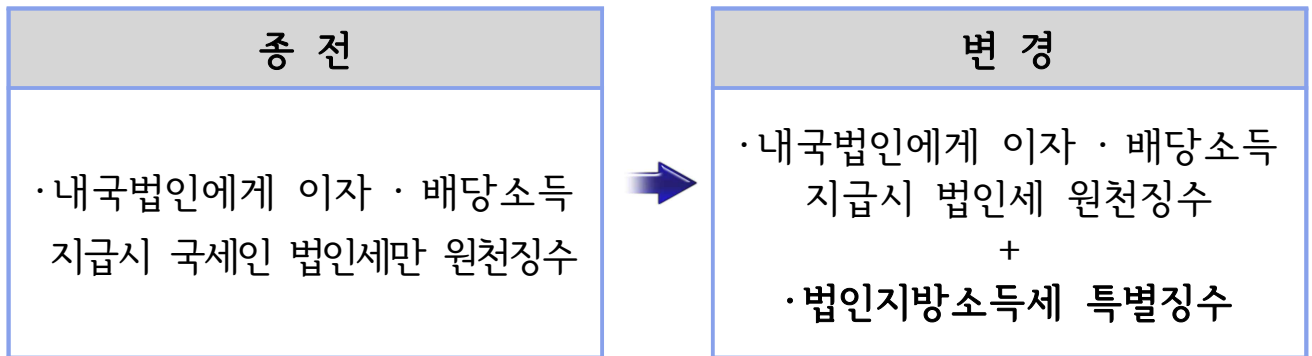 종 전
·내국법인에게 이자 · 배당소득
지급시 국세인 법인세만 원천징수
변 경
·내국법인에게 이자 · 배당소득
지급시 법인세 원천징수
+
·법인지방소득세 특별징수